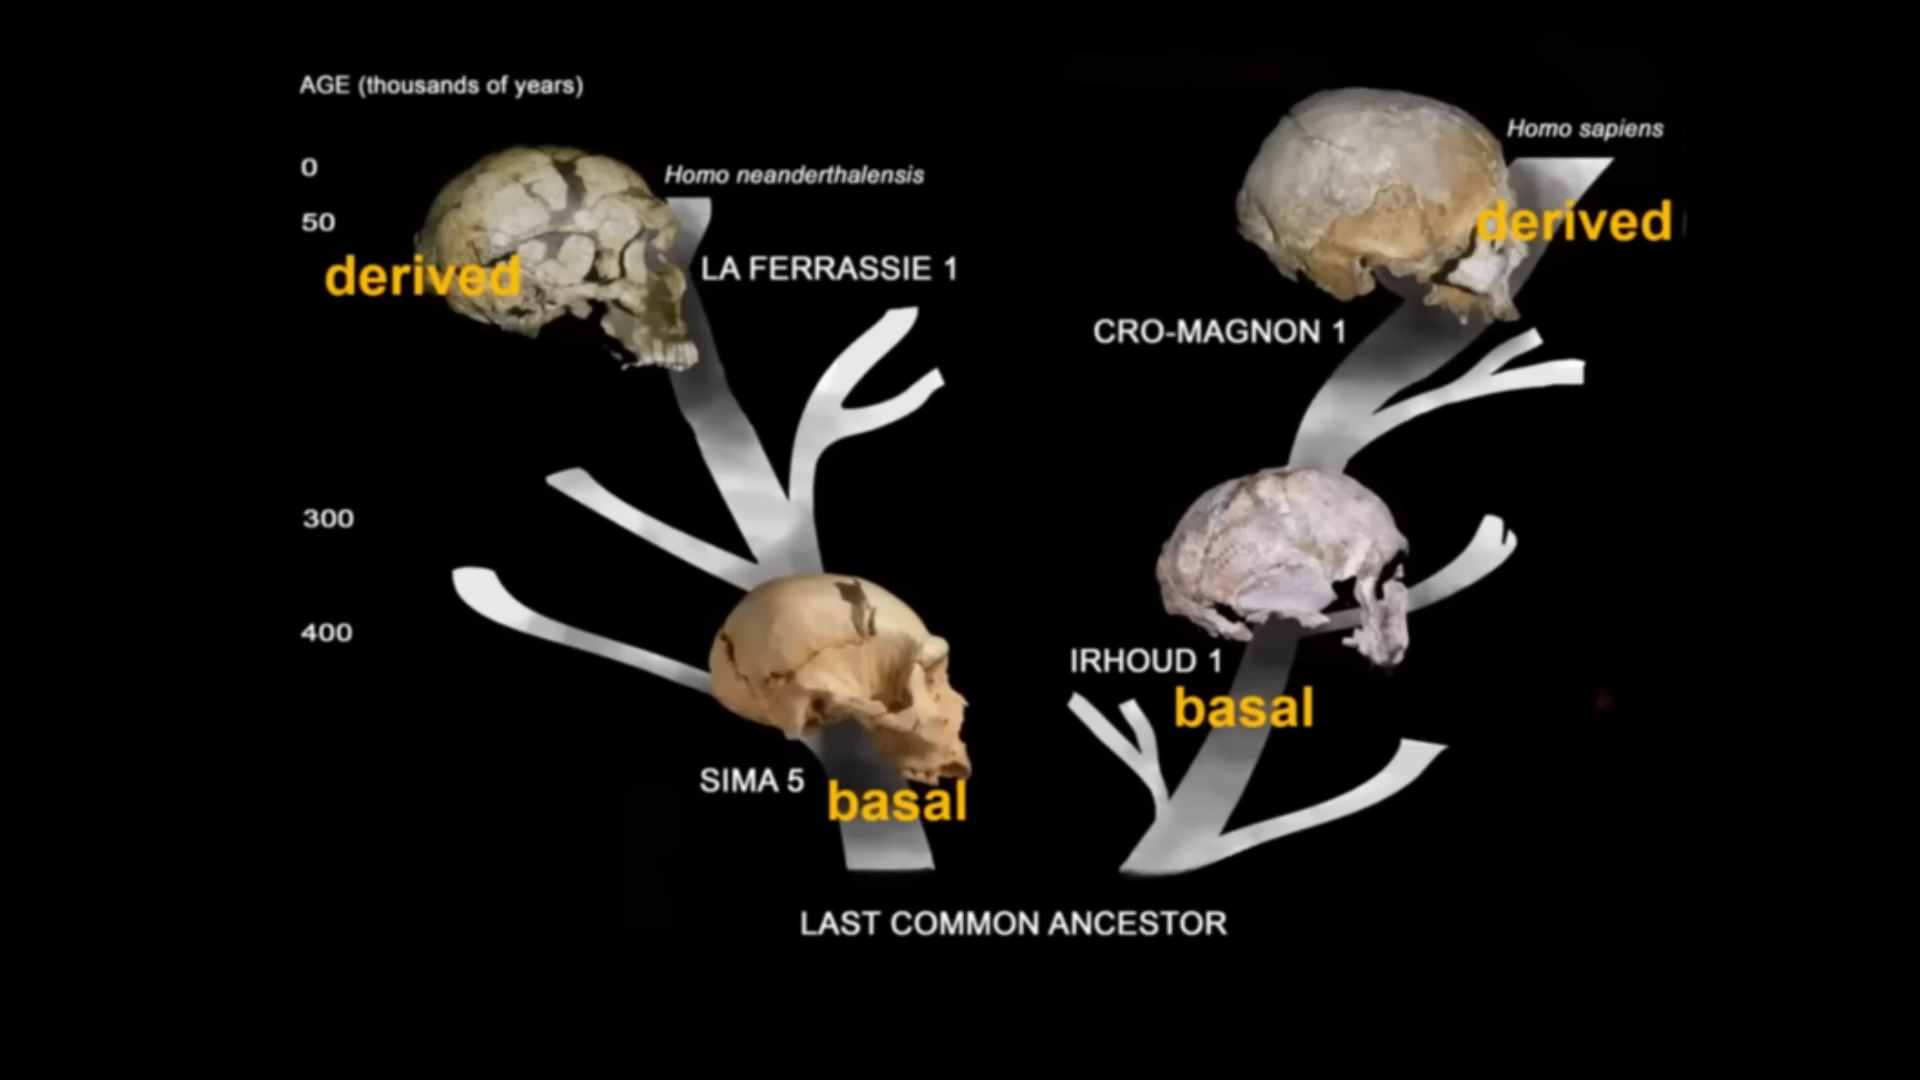 AGE (thousands of years)
0
50
300
400
Homo neanderthalensis
LA FERRASSIE 1
derived
SIMA 5
basal
Homo sapiens
derived
CRO-MAGNON 1
IRHOUD 1
basal
LAST COMMON ANCESTOR